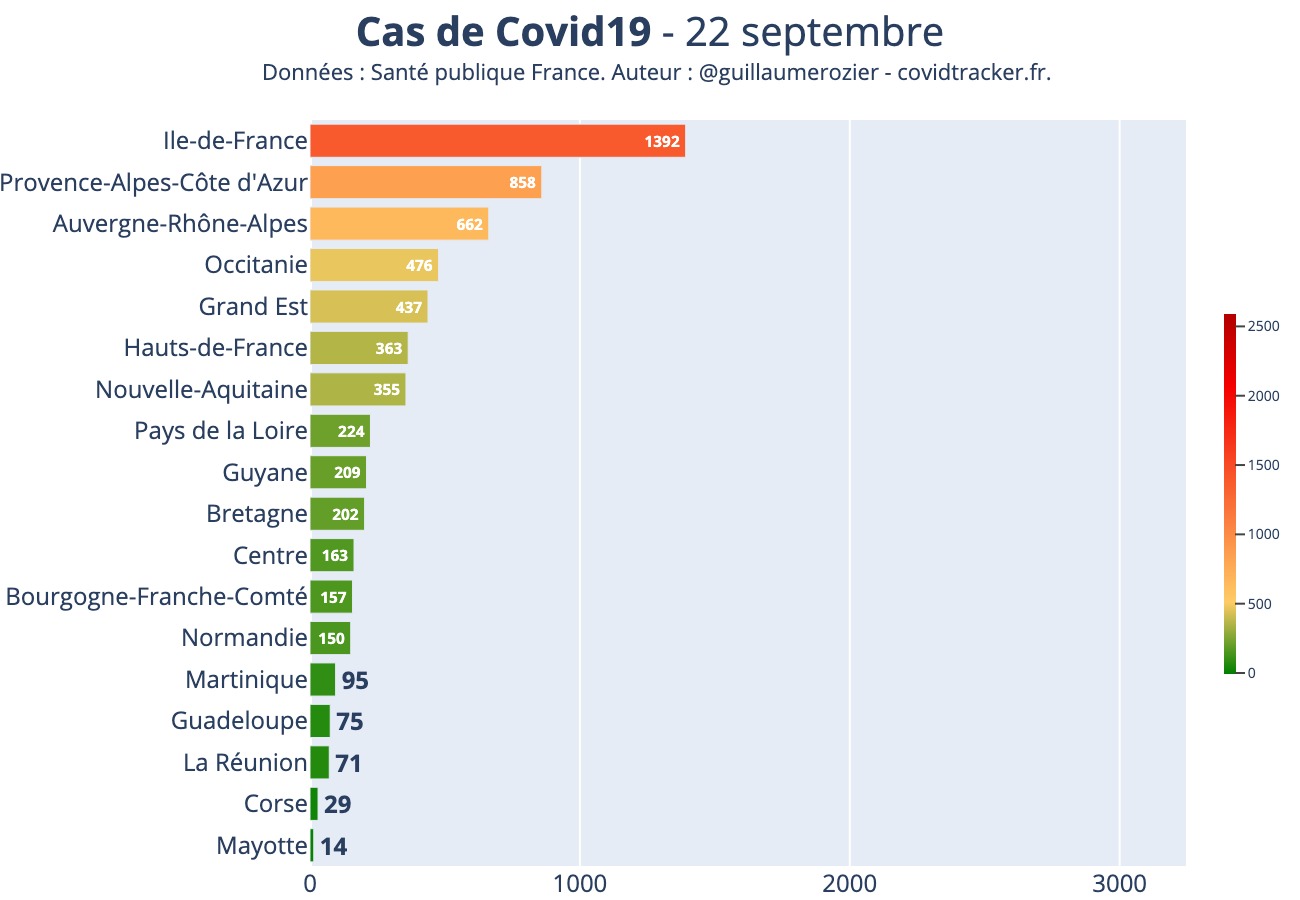 Cas de Covid19 - 22 septembre
Données : Santé publique France. Auteur : @guillaumerozier - covidtracker.fr.
Ile-de-France 1392
Provence-Alpes-Côte d'Azur 858
Auvergne-Rhône-Alpes 662
Occitanie 476
Grand Est 437
Hauts-de-France 363
Nouvelle-Aquitaine 355
Pays de la Loire 224
Guyane 209
Bretagne 202
Centre 163
Bourgogne-Franche-Comté 157
Normandie 150
Martinique 95
Guadeloupe 75
La Réunion 71
Corse 29
Mayotte 14
0 1000 2000 3000
2500
2000
1500
1000
500
0